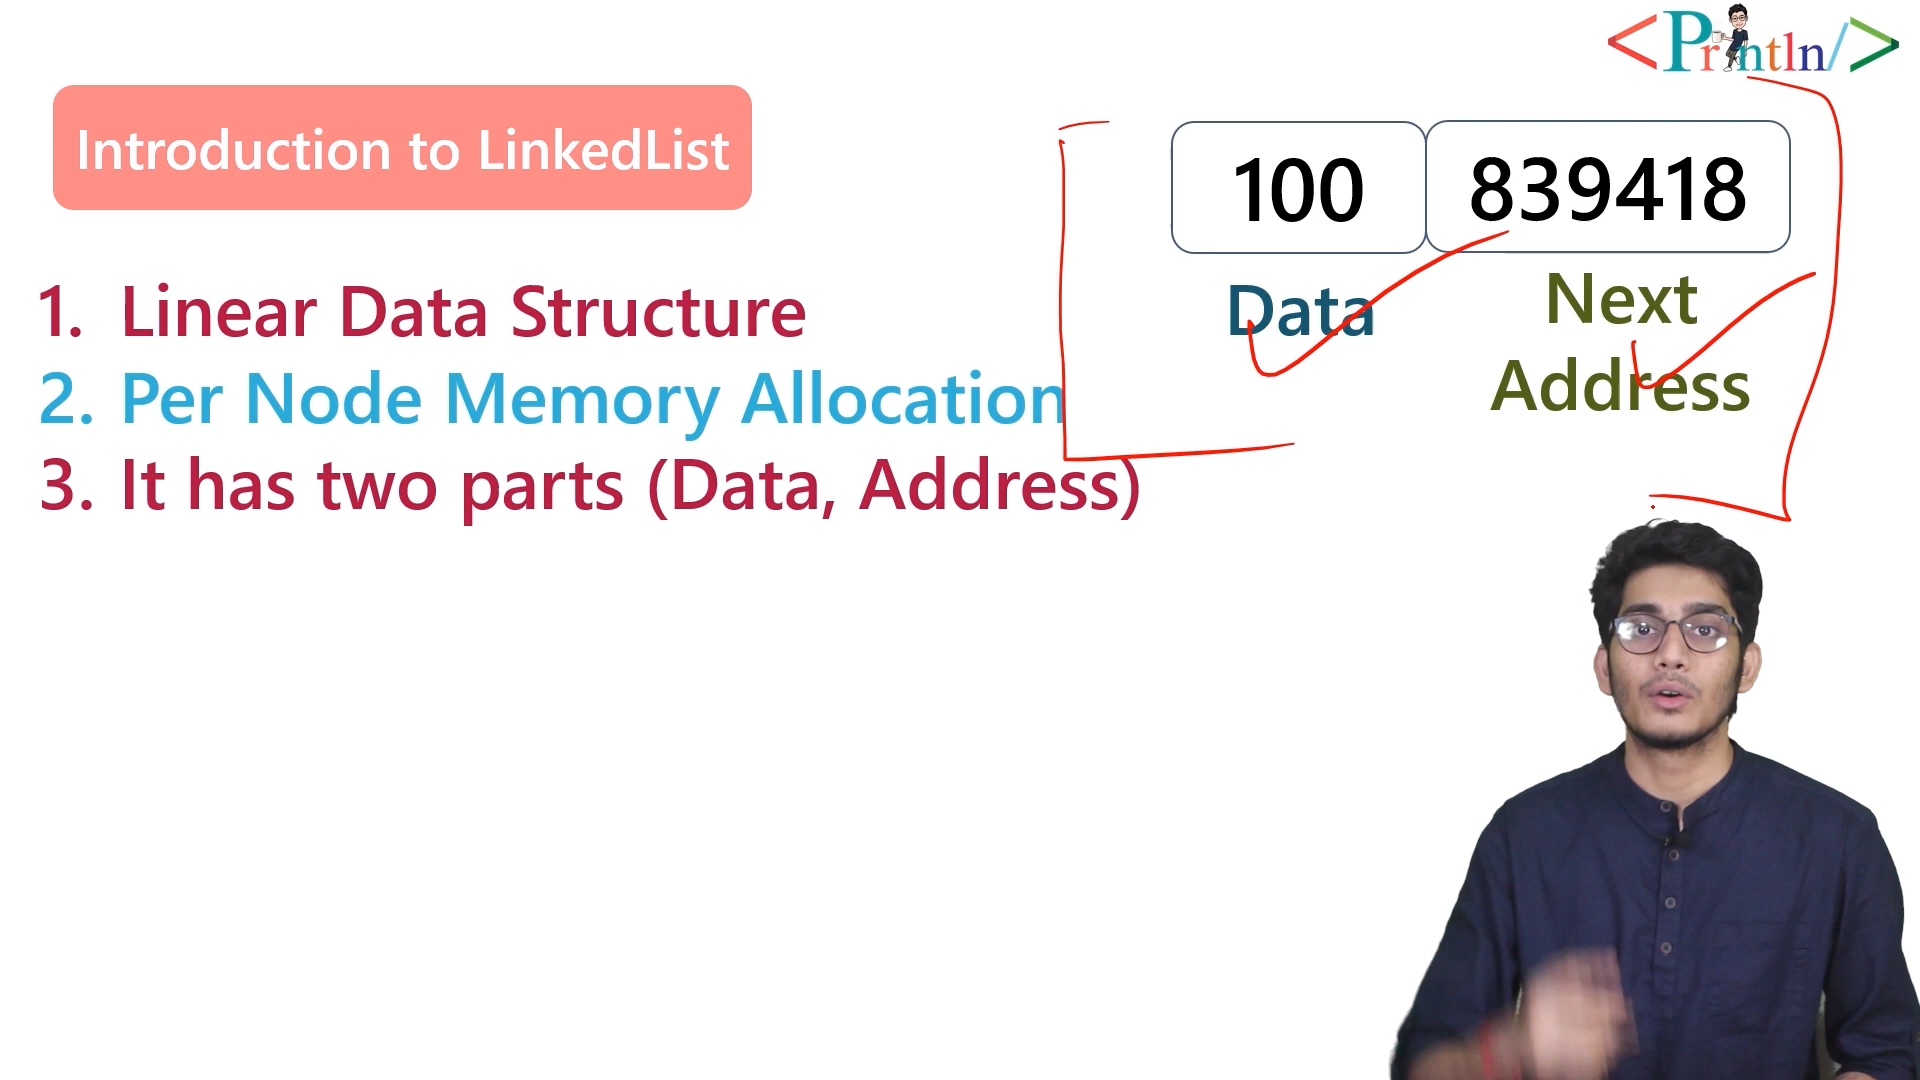 <Println/>
Introduction to LinkedList
100 839418
Data
Next
Address
1. Linear Data Structure
2. Per Node Memory Allocation
3. It has two parts (Data, Address)